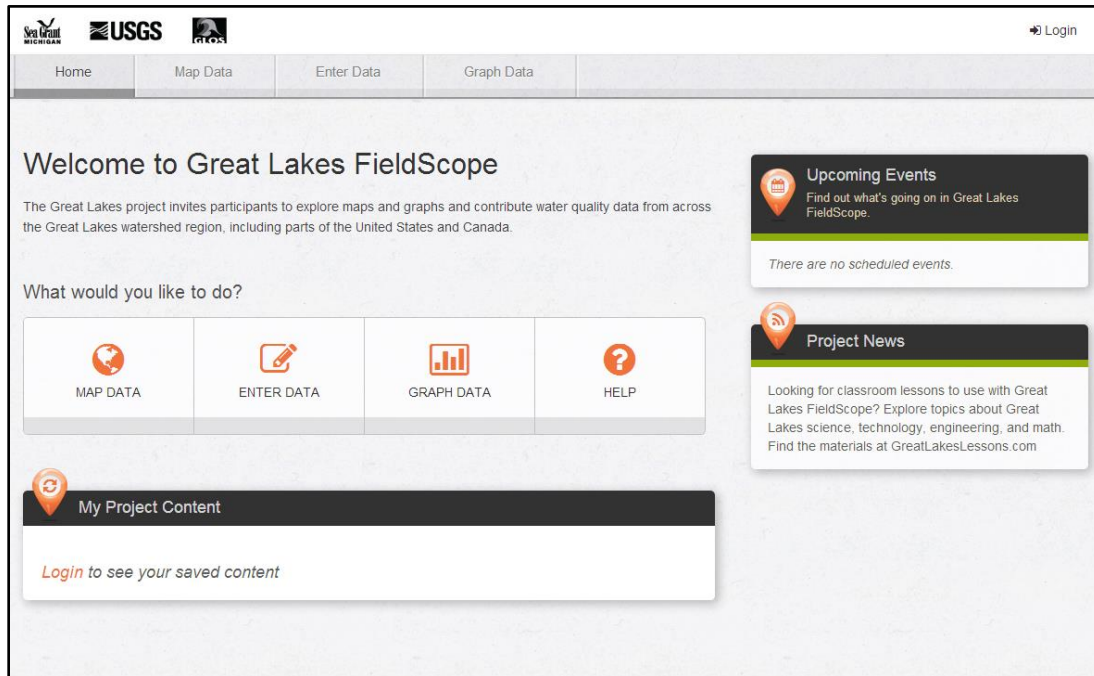 Sea Grant
MICHIGAN
USGS
GLOS
Login
Home
Map Data
Enter Data
Graph Data
Welcome to Great Lakes FieldScope
The Great Lakes project invites participants to explore maps and graphs and contribute water quality data from across
the Great Lakes watershed region, including parts of the United States and Canada.
What would you like to do?
MAP DATA
ENTER DATA
GRAPH DATA
HELP
My Project Content
Login to see your saved content
Upcoming Events
Find out what's going on in Great Lakes
FieldScope.
There are no scheduled events.
Project News
Looking for classroom lessons to use with Great
Lakes FieldScope? Explore topics about Great
Lakes science, technology, engineering, and math.
Find the materials at GreatLakesLessons.com